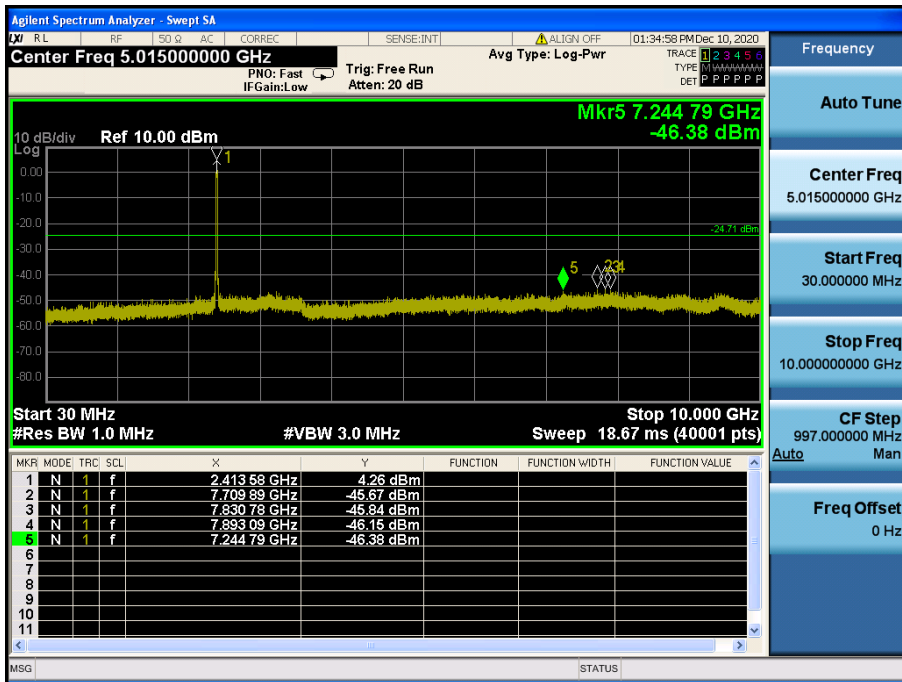 Agilent Spectrum Analyzer - Swept SA
LXI RL RF 50 Ω AC CORREC SENSE:INT ALIGN OFF 01:34:58 PM Dec 10, 2020
Center Freq 5.015000000 GHz
PNO: Fast
IFGain:Low
Trig: Free Run
Atten: 20 dB
Avg Type: Log-Pwr
TRACE 1 2 3 4 5 6
TYPE M W W W W W
DET P P P P P P
Mkr5 7.244 79 GHz
-46.38 dBm
10 dB/div Ref 10.00 dBm
Log
1
0.00
-10.0
-20.0
-24.71 dBm
-30.0
-40.0
5
2 3 4
-50.0
-60.0
-70.0
-80.0
Start 30 MHz Stop 10.000 GHz
#Res BW 1.0 MHz #VBW 3.0 MHz Sweep 18.67 ms (40001 pts)
MKR MODE TRC SCL X Y FUNCTION FUNCTION WIDTH FUNCTION VALUE
1 N 1 f 2.413 58 GHz 4.26 dBm
2 N 1 f 7.709 89 GHz -45.67 dBm
3 N 1 f 7.830 78 GHz -45.84 dBm
4 N 1 f 7.893 09 GHz -46.15 dBm
5 N 1 f 7.244 79 GHz -46.38 dBm
6
7
8
9
10
11
MSG STATUS
Frequency
Auto Tune
Center Freq
5.015000000 GHz
Start Freq
30.000000 MHz
Stop Freq
10.000000000 GHz
CF Step
997.000000 MHz
Auto Man
Freq Offset
0 Hz